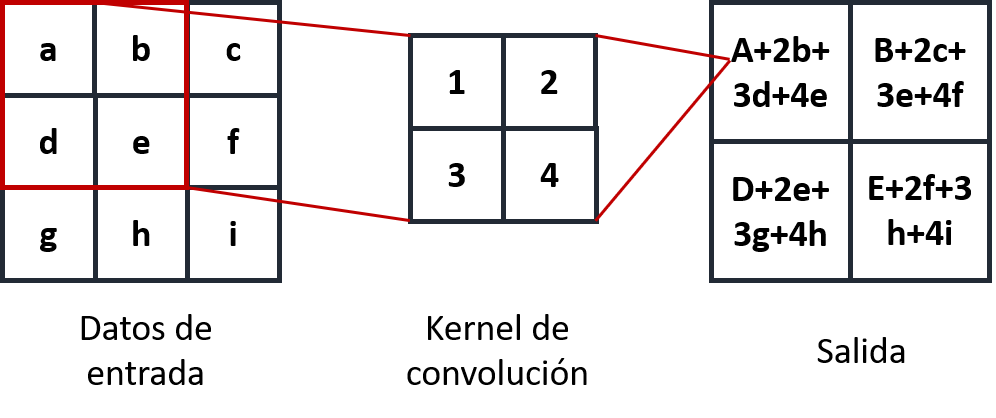 a b c
d e f
g h i
Datos de
entrada
1 2
3 4
Kernel de
convolución
A+2b+
3d+4e
B+2c+
3e+4f
D+2e+
3g+4h
E+2f+3
h+4i
Salida